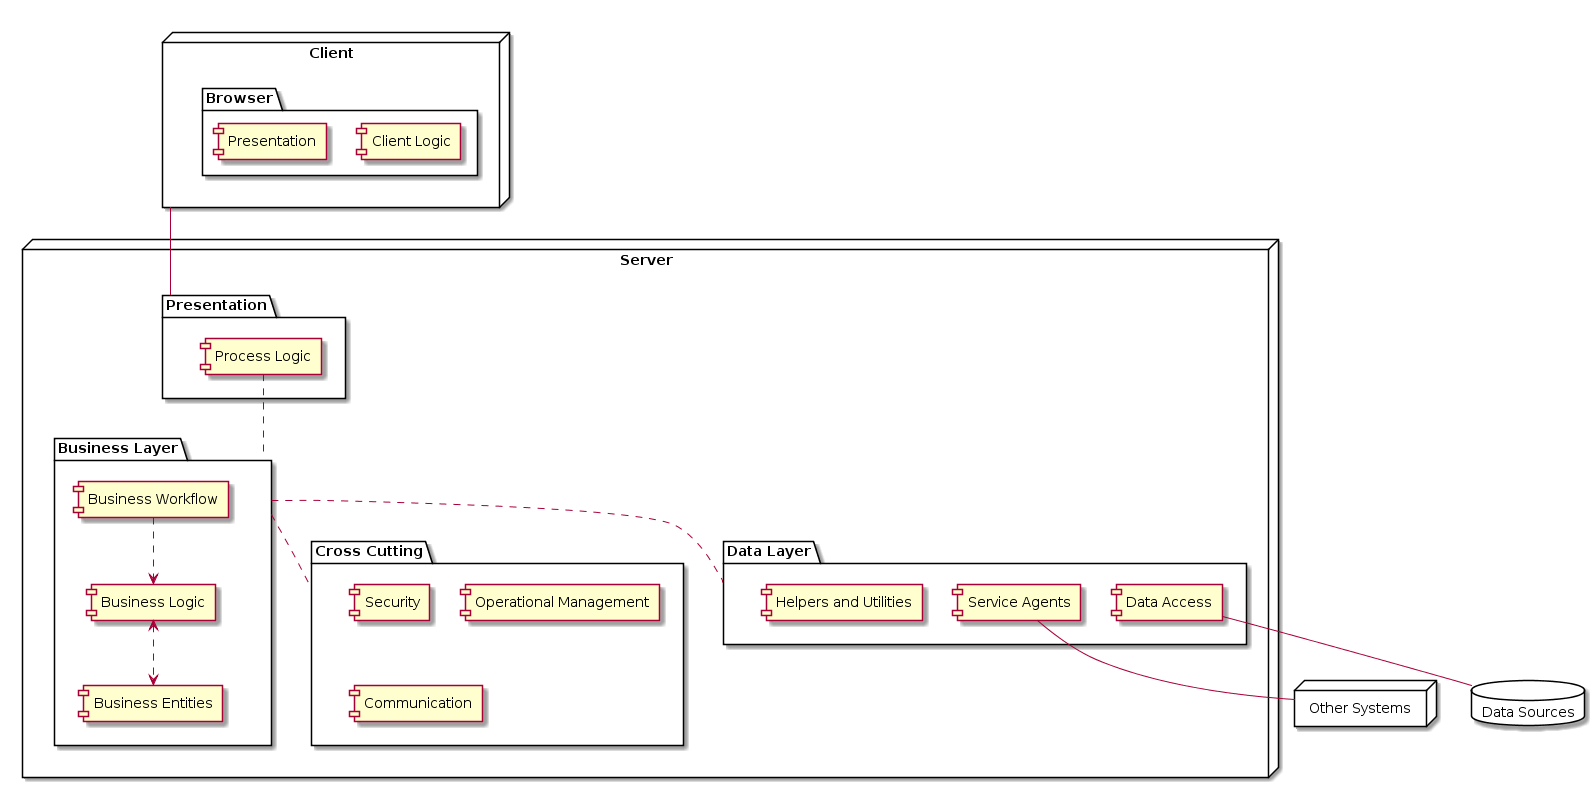 Client
Browser
Presentation
Client Logic
Server
Presentation
Process Logic
Business Layer
Business Workflow
Business Logic
Business Entities
Cross Cutting
Security
Operational Management
Communication
Data Layer
Helpers and Utilities
Service Agents
Data Access
Other Systems
Data Sources